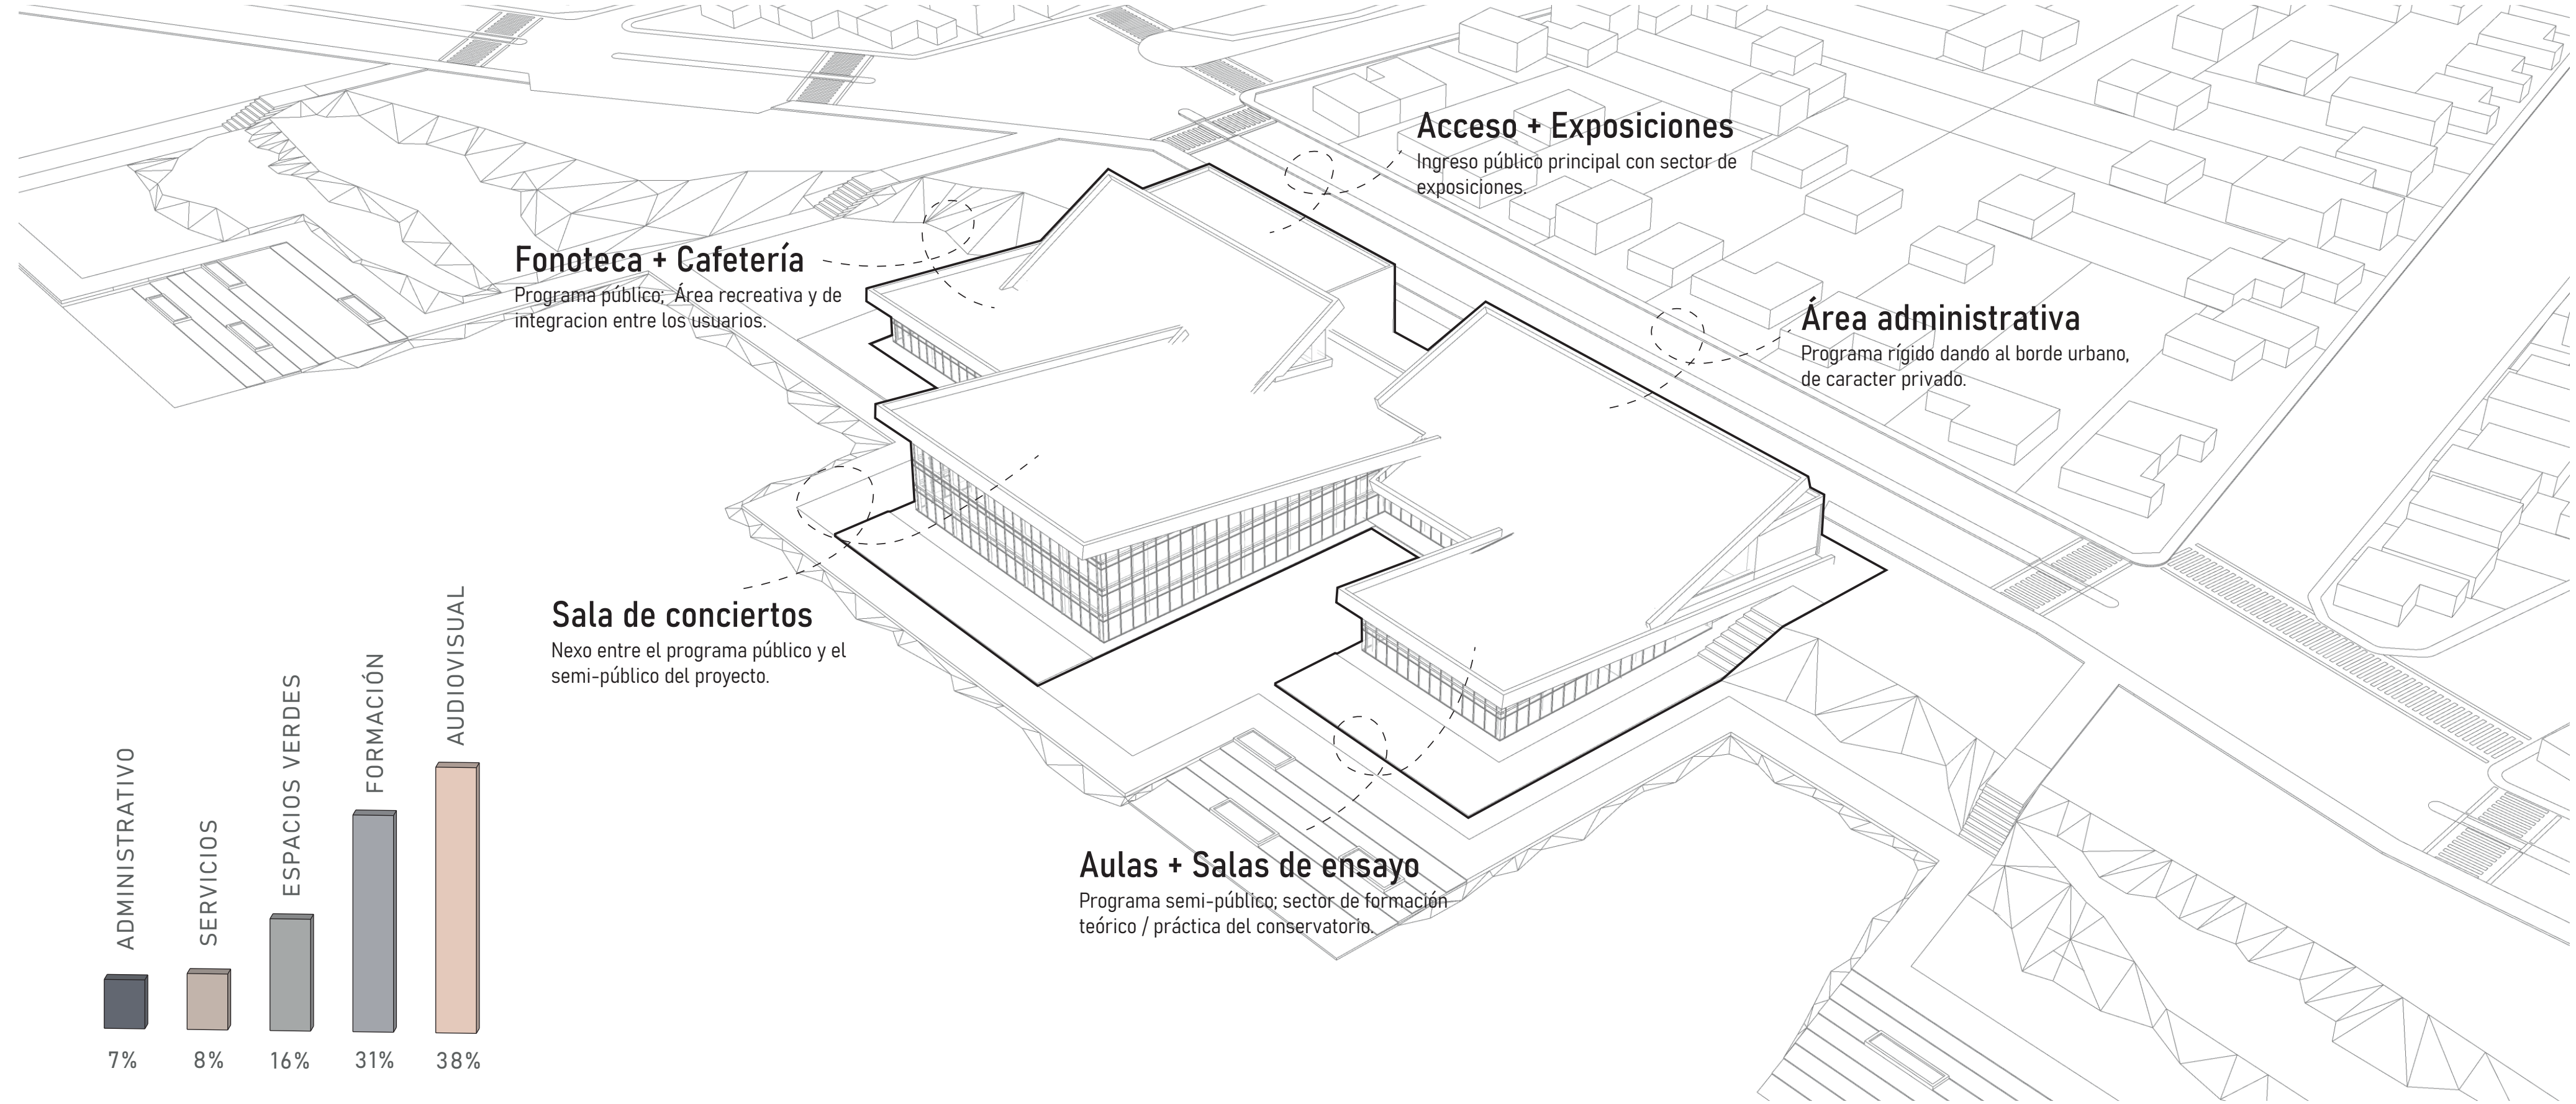 Acceso + Exposiciones
Ingreso público principal con sector de
exposiciones.
Fonoteca + Cafetería
Programa público;  Área recreativa y de
integracion entre los usuarios.
Área administrativa
Programa rígido dando al borde urbano,
de caracter privado.
Sala de conciertos
Nexo entre el programa público y el
semi-público del proyecto.
Aulas + Salas de ensayo
Programa semi-público; sector de formación
teórico / práctica del conservatorio.
ADMINISTRATIVO
SERVICIOS
ESPACIOS VERDES
FORMACIÓN
AUDIOVISUAL
7% 8% 16% 31% 38%